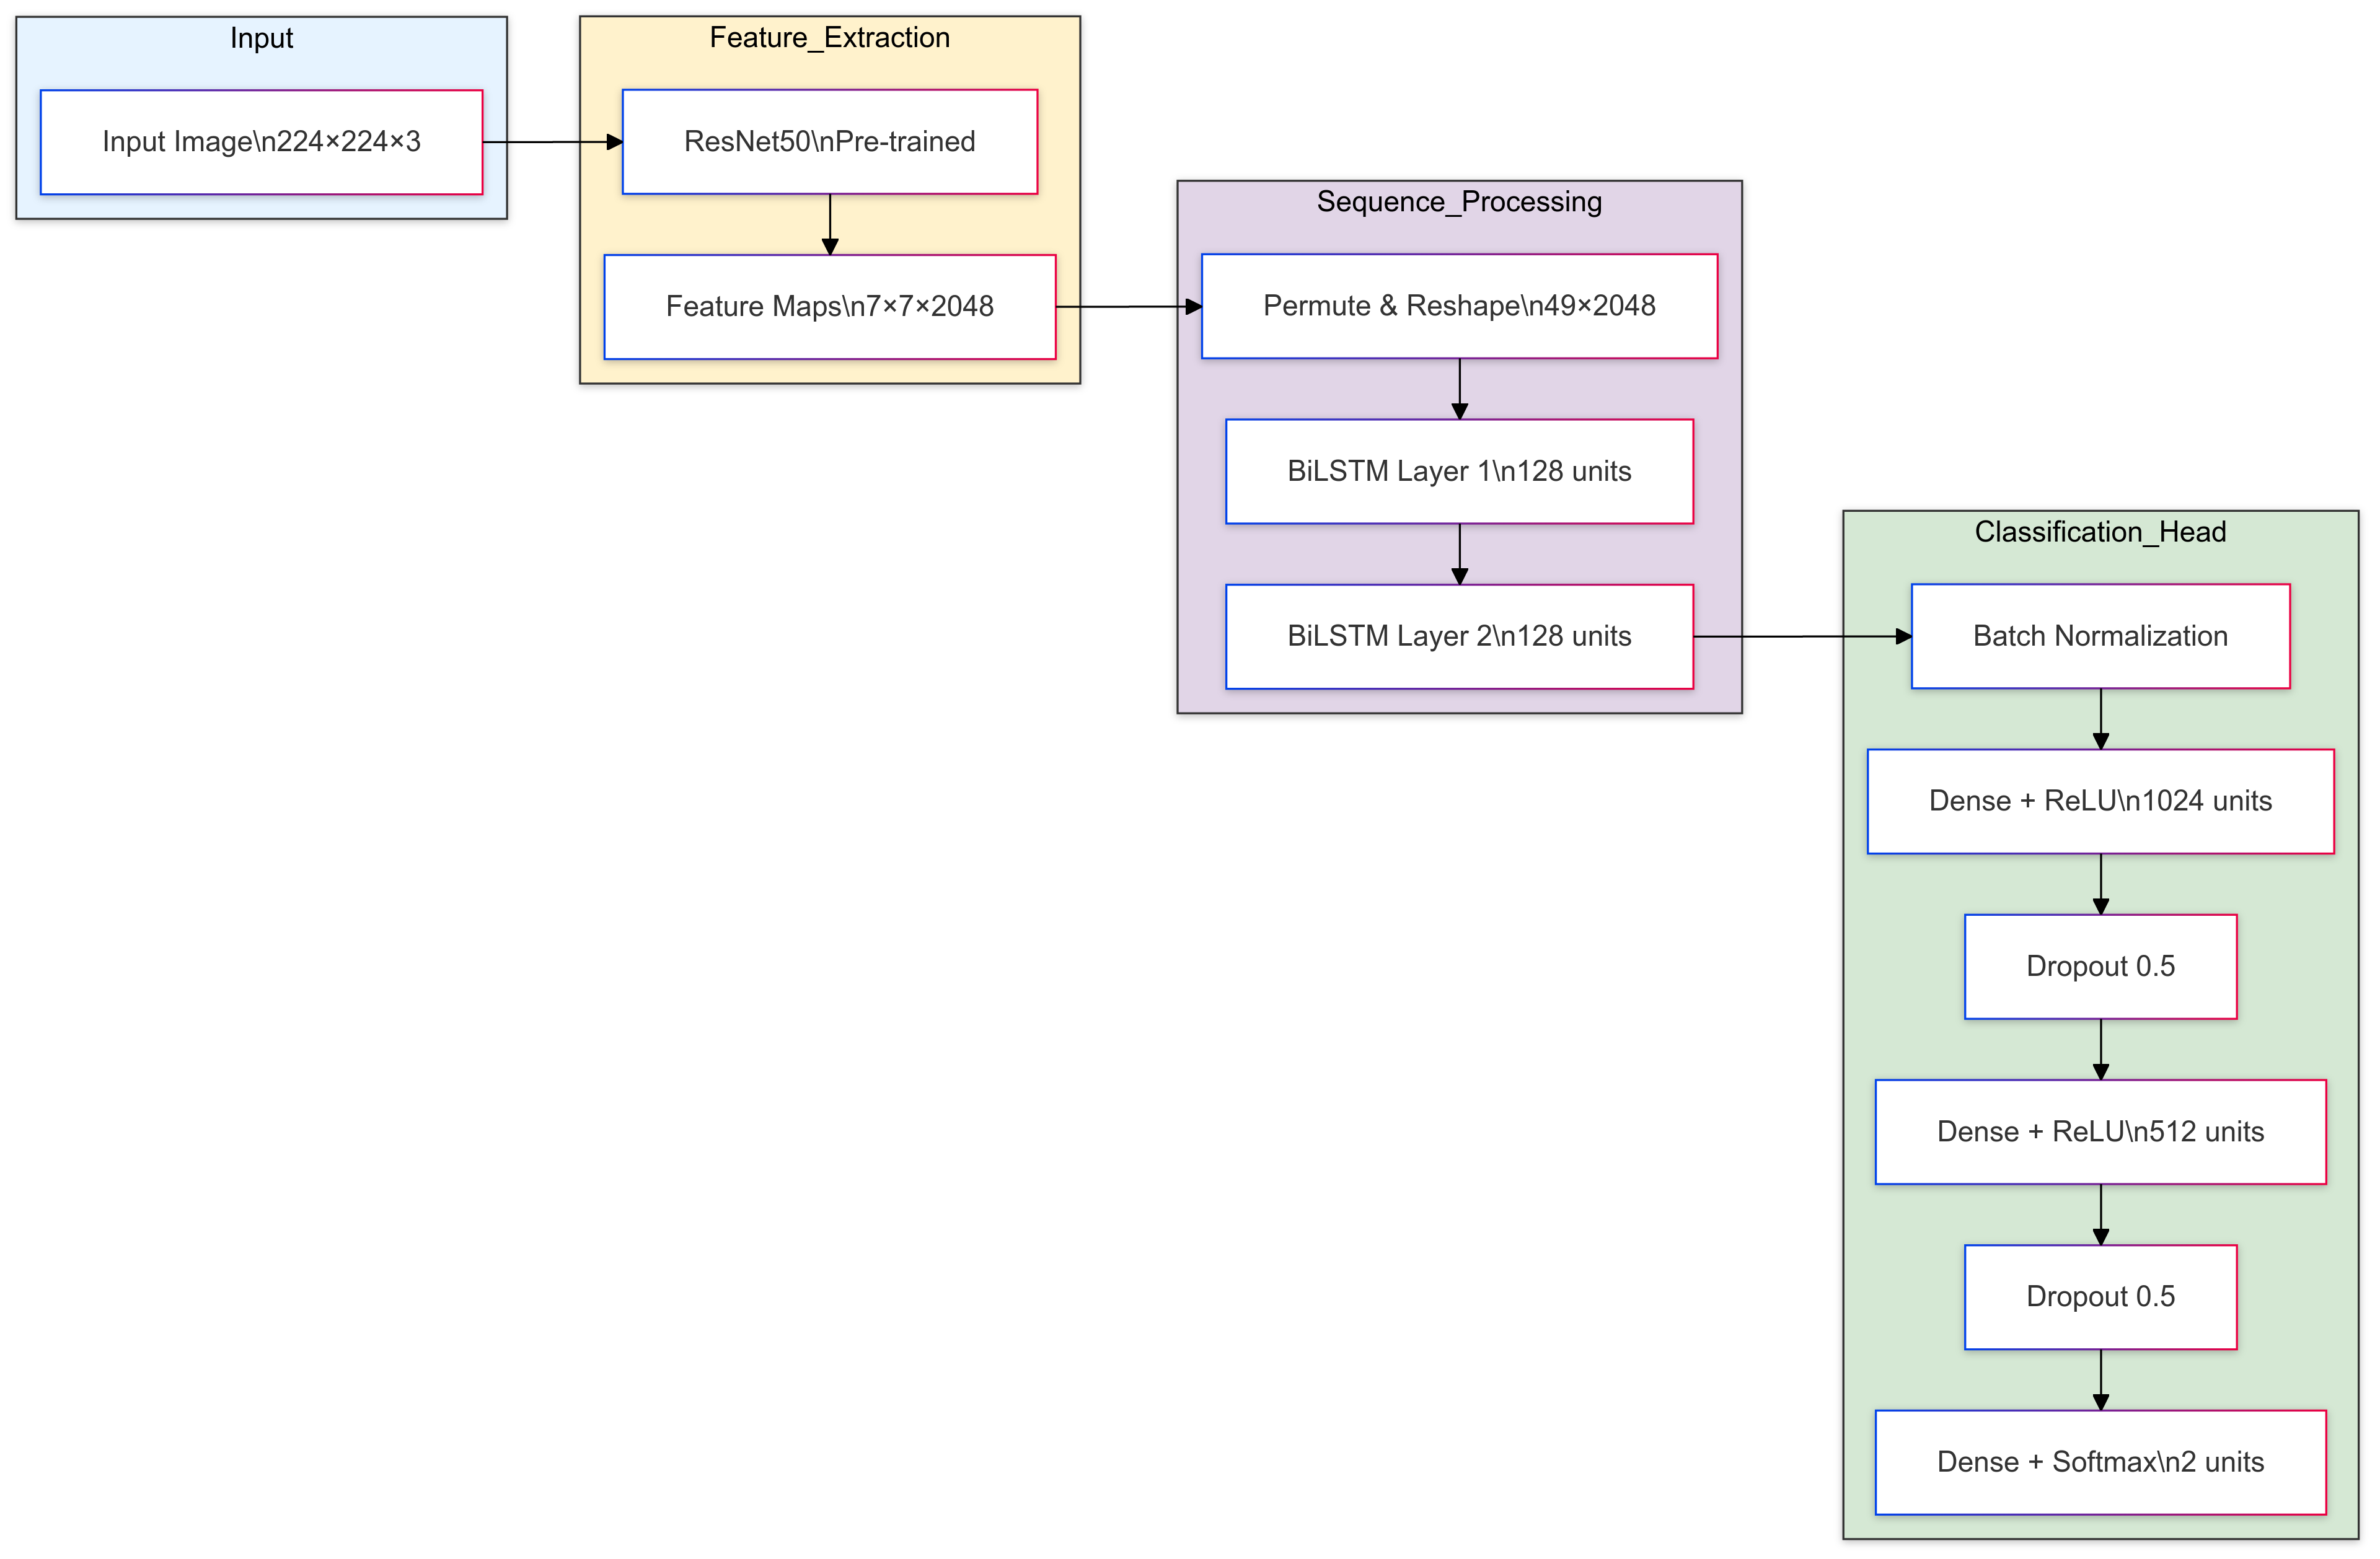 Input
Input Image\n224×224×3
Feature_Extraction
ResNet50\nPre-trained
Feature Maps\n7×7×2048
Sequence_Processing
Permute & Reshape\n49×2048
BiLSTM Layer 1\n128 units
BiLSTM Layer 2\n128 units
Classification_Head
Batch Normalization
Dense + ReLU\n1024 units
Dropout 0.5
Dense + ReLU\n512 units
Dropout 0.5
Dense + Softmax\n2 units